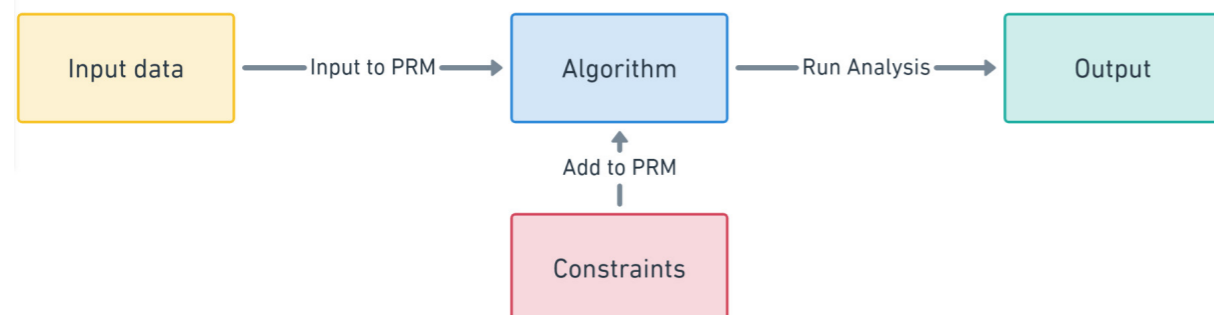 Input data
Input to PRM
Algorithm
Run Analysis
Output
Add to PRM
Constraints